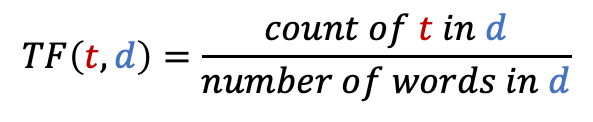 TF(t,d) = count of t in d / number of words in d